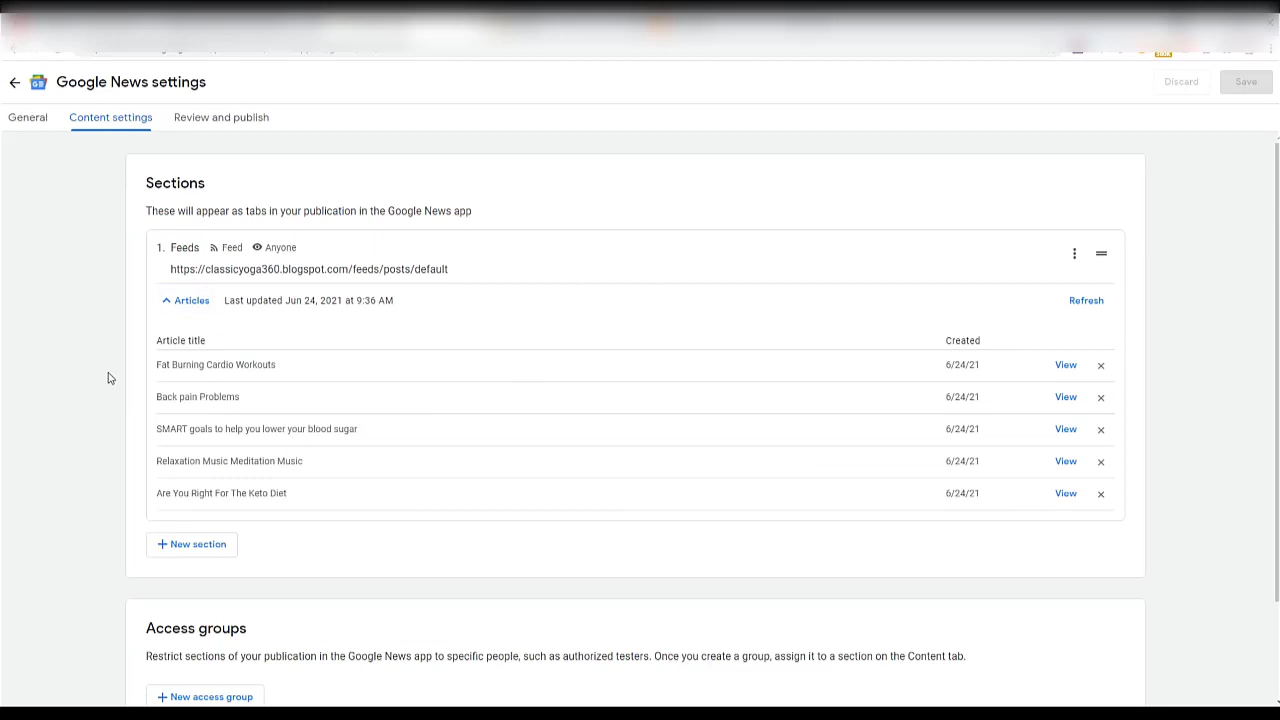 Google News settings
Discard
Save
General
Content settings
Review and publish
Sections
These will appear as tabs in your publication in the Google News app
1. Feeds Feed Anyone
https://classicyoga360.blogspot.com/feeds/posts/default
Articles Last updated Jun 24, 2021 at 9:36 AM Refresh
Article title Created
Fat Burning Cardio Workouts 6/24/21 View
Back pain Problems 6/24/21 View
SMART goals to help you lower your blood sugar 6/24/21 View
Relaxation Music Meditation Music 6/24/21 View
Are You Right For The Keto Diet 6/24/21 View
+ New section
Access groups
Restrict sections of your publication in the Google News app to specific people, such as authorized testers. Once you create a group, assign it to a section on the Content tab.
+ New access group